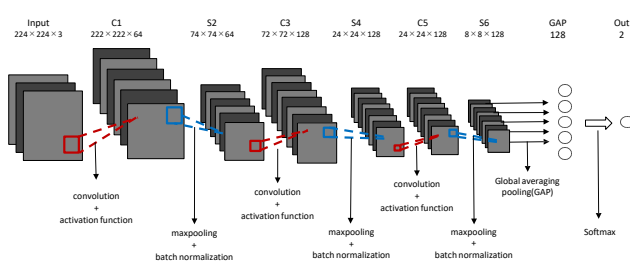 Input C1 S2 C3 S4 C5 S6 GAP Out
224×224×3 222×222×64 74×74×64 72×72×128 24×24×128 24×24×128 8×8×128 128 2
convolution
+
activation function
maxpooling
+
batch normalization
convolution
+
activation function
maxpooling
+
batch normalization
convolution
+
activation function
maxpooling
+
batch normalization
Global averaging
pooling(GAP)
Softmax